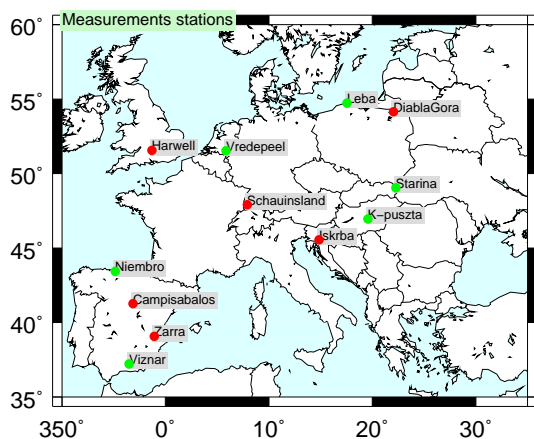 Measurements stations
60°
55°
50°
45°
40°
35°
Leba
DiablaGora
Harwell
Vredepeel
Starina
Schauinsland
K−puszta
Iskrba
Niembro
Campisabalos
Zarra
Viznar
350°
0°
10°
20°
30°